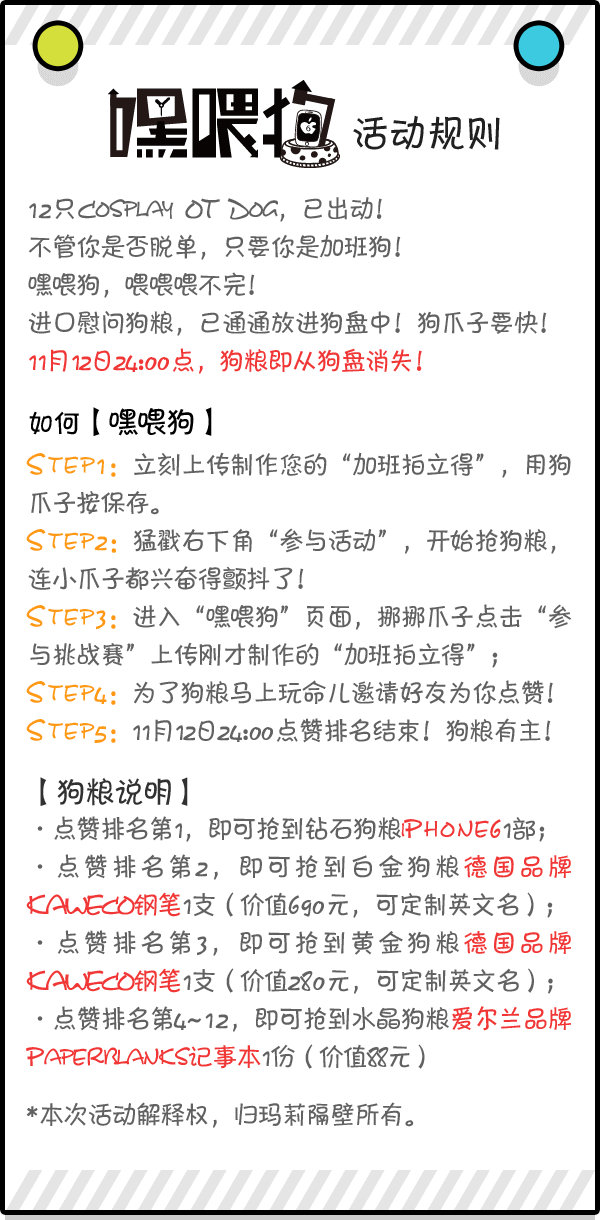 嘿喂狗 活动规则
12只COSPLAY OT DOG，已出动！
不管你是否脱单，只要你是加班狗！
嘿喂狗，喂喂喂不完！
进口慰问狗粮，已通通放进狗盘中！狗爪子要快！
11月12日24:00点，狗粮即从狗盘消失！
如何【嘿喂狗】
STEP1：立刻上传制作您的“加班拍立得”，用狗
爪子按保存。
STEP2：猛戳右下角“参与活动”，开始抢狗粮，
连小爪子都兴奋得颤抖了！
STEP3：进入“嘿喂狗”页面，挪挪爪子点击“参
与挑战赛”上传刚才制作的“加班拍立得”；
STEP4：为了狗粮马上玩命儿邀请好友为你点赞！
STEP5：11月12日24:00点赞排名结束！狗粮有主！
【狗粮说明】
·点赞排名第1，即可抢到钻石狗粮iPHONE6 1部；
·点赞排名第2，即可抢到白金狗粮德国品牌
KAWECO钢笔1支（价值690元，可定制英文名）；
·点赞排名第3，即可抢到黄金狗粮德国品牌
KAWECO钢笔1支（价值280元，可定制英文名）；
·点赞排名第4~12，即可抢到水晶狗粮爱尔兰品牌
PAPERBLANKS记事本1份（价值88元）
*本次活动解释权，归玛莉隔壁所有。